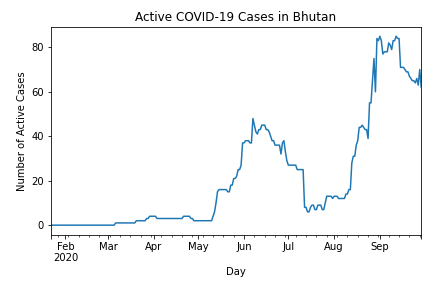 Active COVID-19 Cases in Bhutan
Number of Active Cases
80
60
40
20
0
Feb Mar Apr May Jun Jul Aug Sep
2020
Day